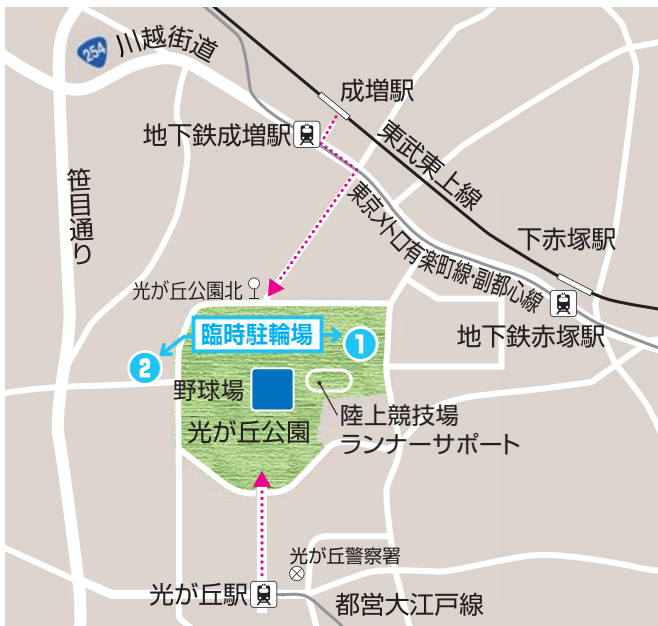 254
川越街道
成増駅
地下鉄成増駅
東武東上線
笹目通り
東京メトロ有楽町線・副都心線
下赤塚駅
光が丘公園北
地下鉄赤塚駅
臨時駐輪場
1
2
野球場
陸上競技場
ランナーサポート
光が丘公園
光が丘警察署
光が丘駅
都営大江戸線